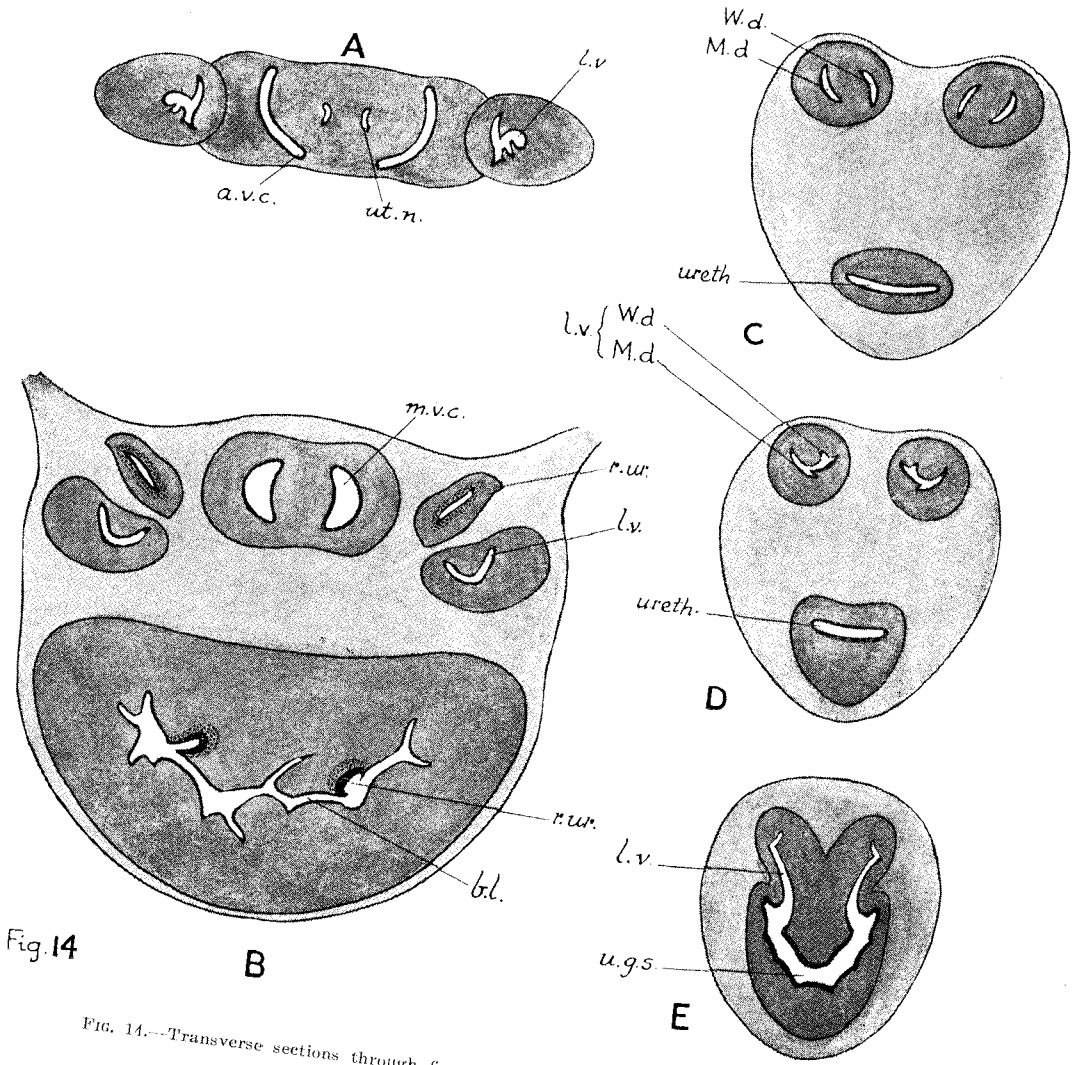 A
l.v
a.v.c.
ut.n.
W.d.
M.d
ureth
C
l.v. { W.d
M.d.
m.v.c.
r.ur.
l.v.
ureth.
D
r.ur.
b.l.
Fig. 14
B
l.v.
u.g.s.
E
FIG. 14.—Transverse sections through